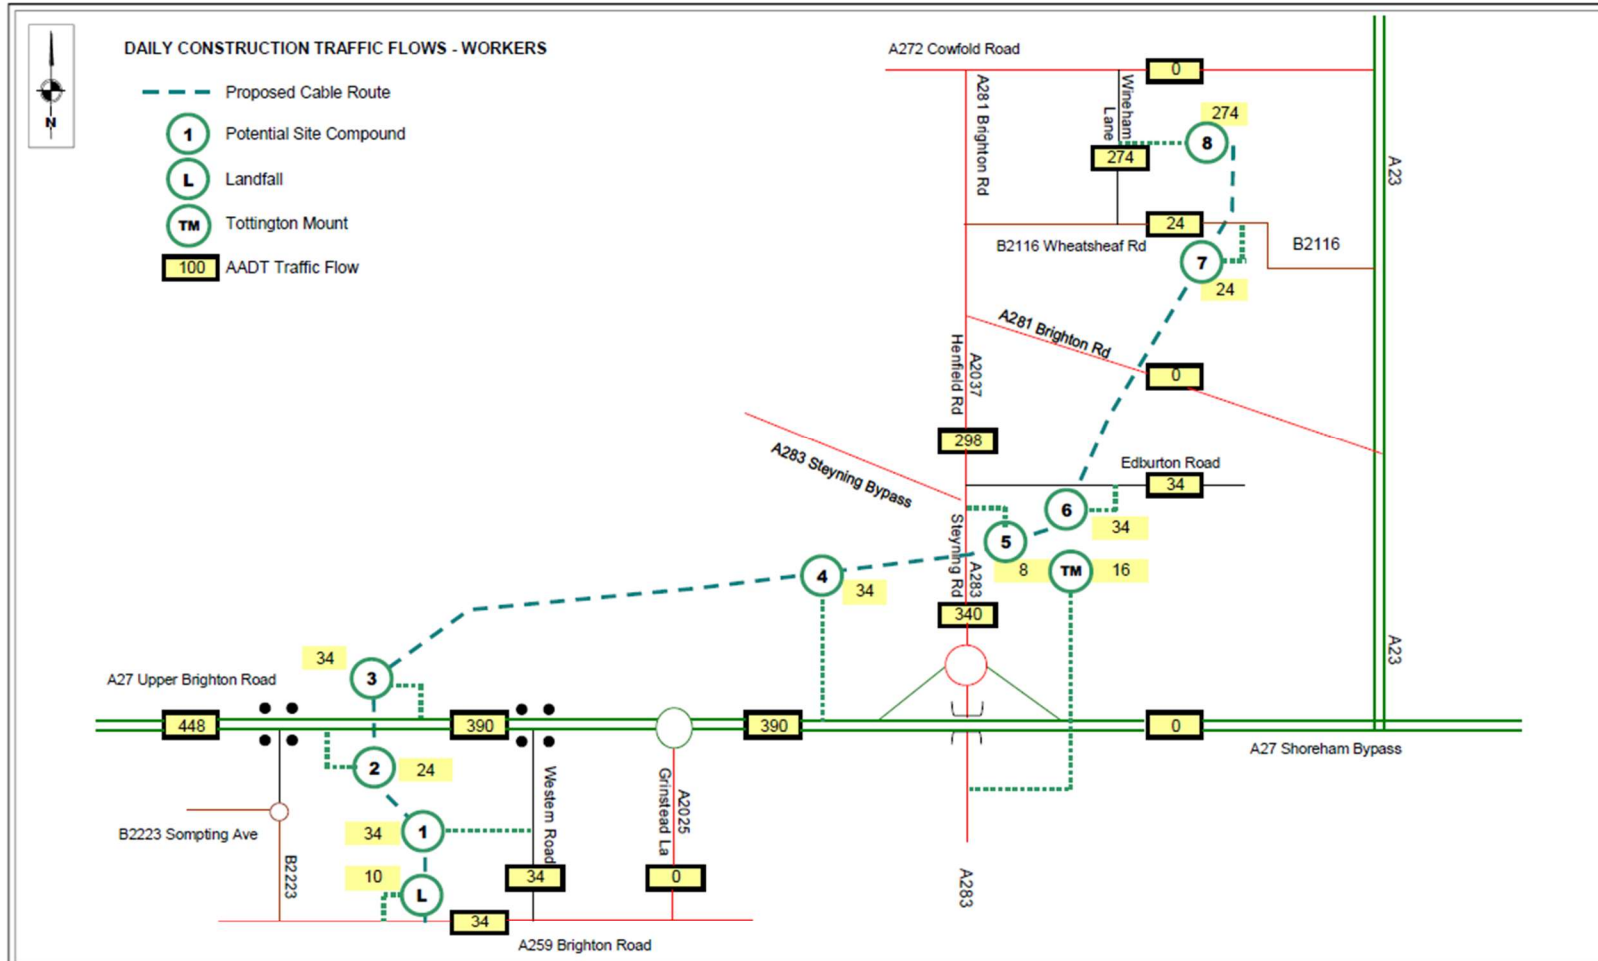 DAILY CONSTRUCTION TRAFFIC FLOWS - WORKERS
N
Proposed Cable Route
1
Potential Site Compound
L
Landfall
TM
Tottington Mount
100
AADT Traffic Flow
A272 Cowfold Road
0
A281 Brighton Rd
Wineham
Lane
274
8
274
A23
24
B2116 Wheatsheaf Rd
B2116
7
24
A281 Brighton Rd
0
A2037
Henfield Rd
298
A283 Steyning Bypass
Edburton Road
34
6
34
5
8
TM
16
A283
Steyning Rd
340
4
34
A23
34
3
A27 Upper Brighton Road
448
390
390
0
A27 Shoreham Bypass
2
24
Western Road
A2025
Grinstead La
B2223 Sompting Ave
34
1
B2223
10
L
34
0
A283
34
A259 Brighton Road